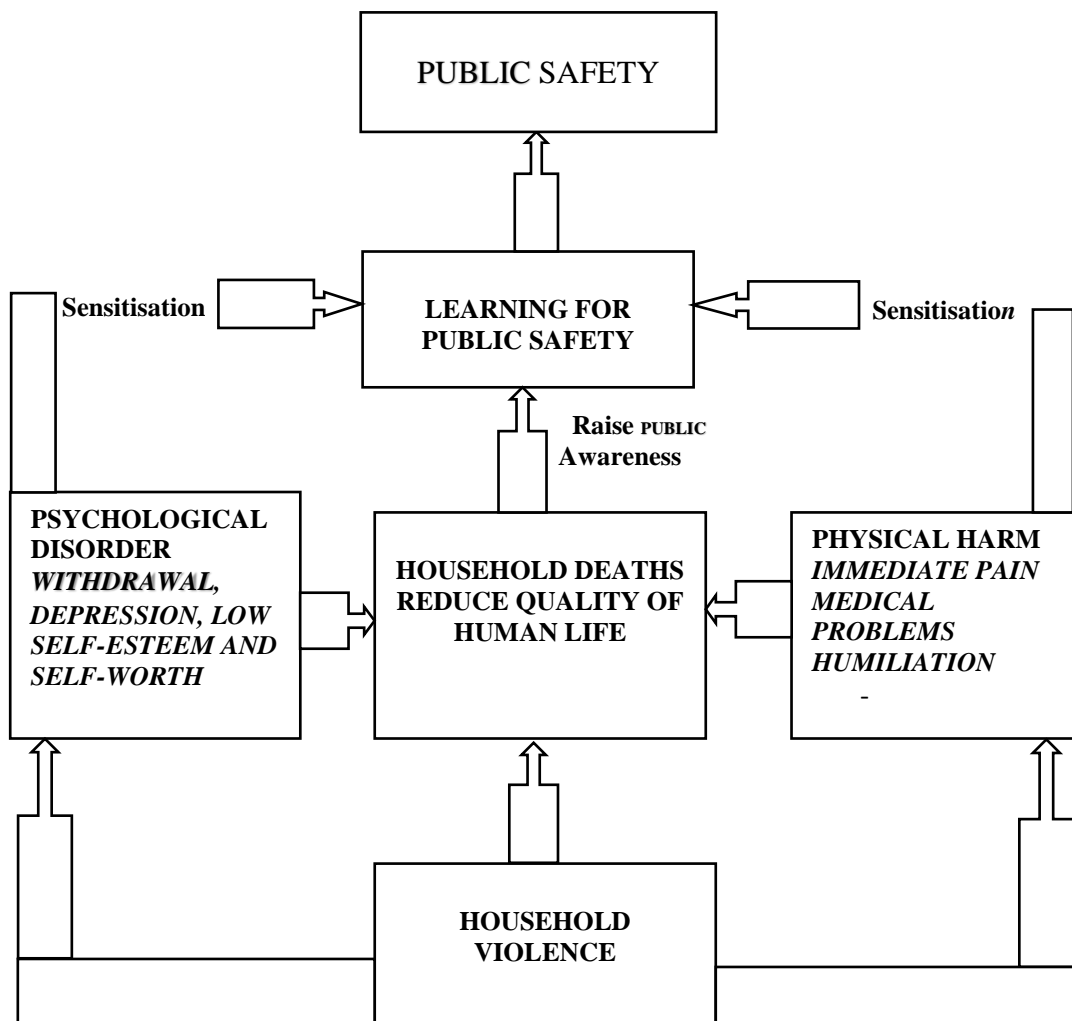 PUBLIC SAFETY
Sensitisation
LEARNING FOR
PUBLIC SAFETY
Sensitisation
Raise PUBLIC
Awareness
PSYCHOLOGICAL
DISORDER
WITHDRAWAL,
DEPRESSION, LOW
SELF-ESTEEM AND
SELF-WORTH
HOUSEHOLD DEATHS
REDUCE QUALITY OF
HUMAN LIFE
PHYSICAL HARM
IMMEDIATE PAIN
MEDICAL
PROBLEMS
HUMILIATION
-
HOUSEHOLD
VIOLENCE